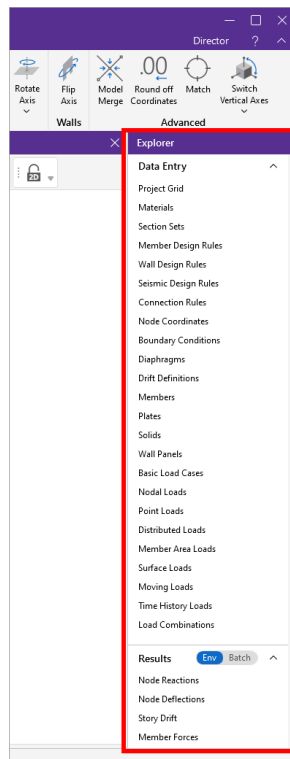 Director ?
.00
Rotate Axis
Flip Axis
Model Merge
Round off Coordinates
Match
Switch Vertical Axes
Walls
Advanced
Explorer
2D
Data Entry
Project Grid
Materials
Section Sets
Member Design Rules
Wall Design Rules
Seismic Design Rules
Connection Rules
Node Coordinates
Boundary Conditions
Diaphragms
Drift Definitions
Members
Plates
Solids
Wall Panels
Basic Load Cases
Nodal Loads
Point Loads
Distributed Loads
Member Area Loads
Surface Loads
Moving Loads
Time History Loads
Load Combinations
Results Env Batch
Node Reactions
Node Deflections
Story Drift
Member Forces